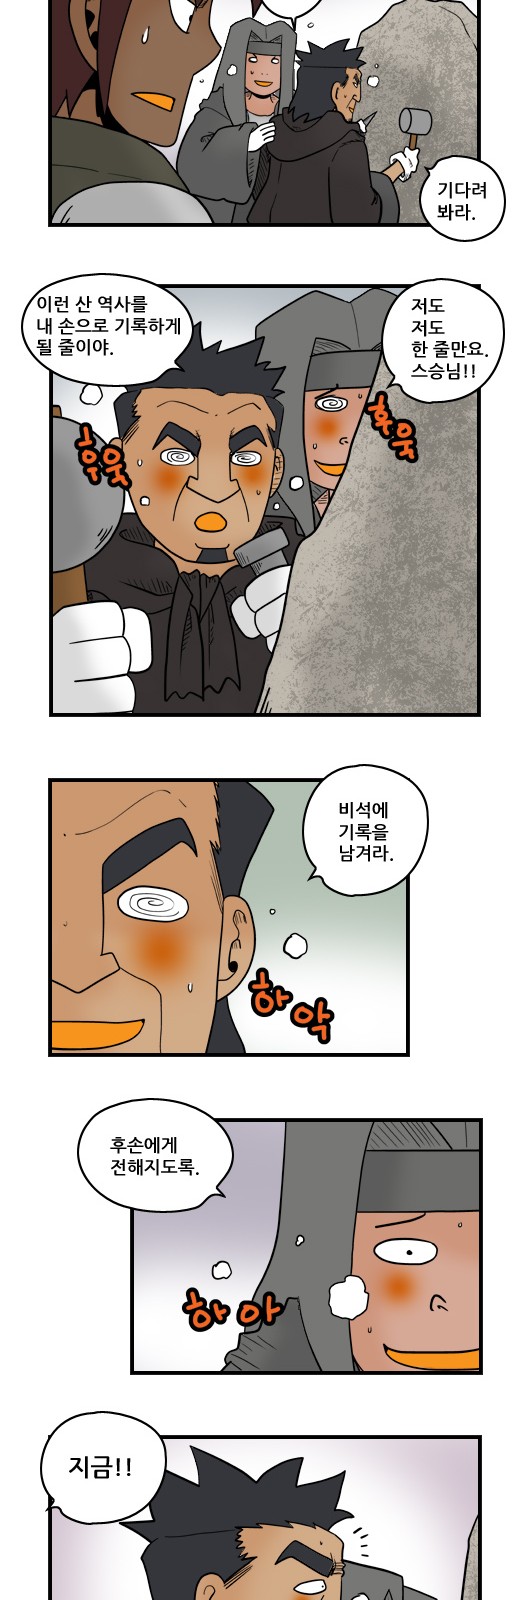 기다려
봐라.
이런 산 역사를
내 손으로 기록하게
될 줄이야.
저도
저도
한 줄만요.
스승님!!
후욱
후욱
비석에
기록을
남겨라.
하악
후손에게
전해지도록.
하아
지금!!